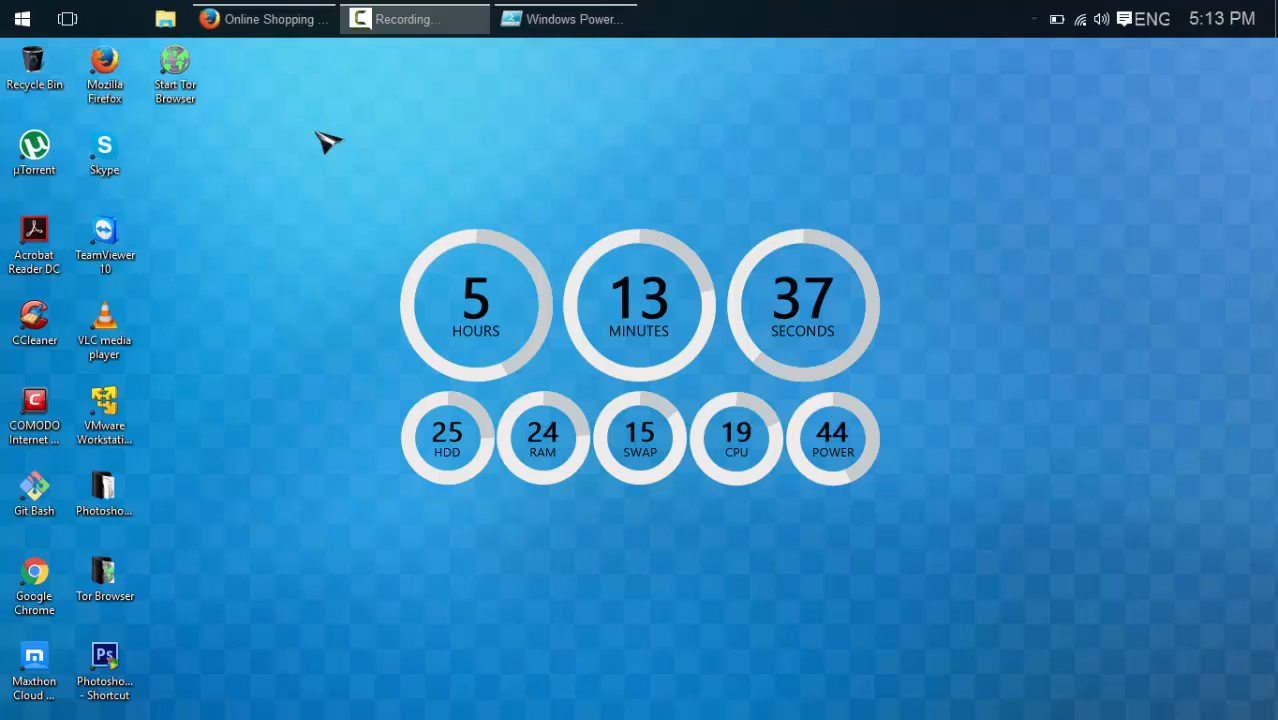 Online Shopping ...
Recording...
Windows Power...
ENG
5:13 PM
Recycle Bin
Mozilla
Firefox
Start Tor
Browser
µTorrent
Skype
Acrobat
Reader DC
TeamViewer
10
CCleaner
VLC media
player
COMODO
Internet ...
VMware
Workstati...
Git Bash
Photosho...
Google
Chrome
Tor Browser
Maxthon
Cloud ...
Ps
Photosho...
- Shortcut
5
HOURS
13
MINUTES
37
SECONDS
25
HDD
24
RAM
15
SWAP
19
CPU
44
POWER